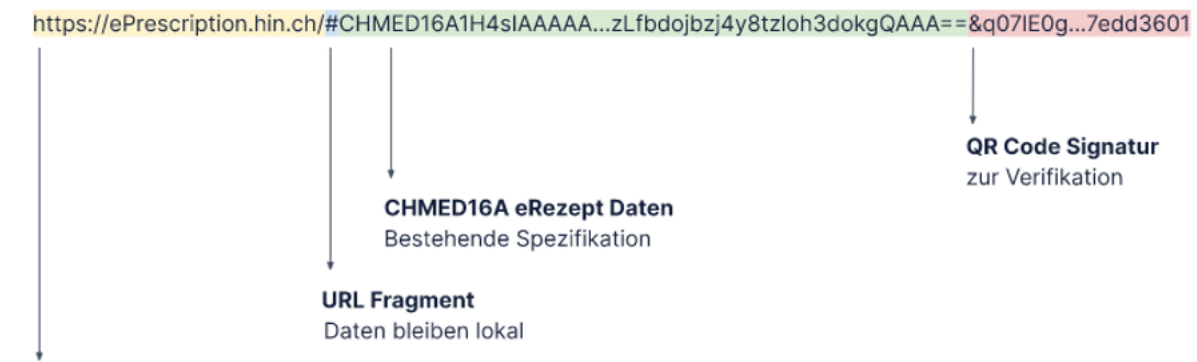 https://ePrescription.hin.ch/#CHMED16A1H4sIAAAAA...zLfbdojbzj4y8tzIoh3dokgQAAA==&q07IE0g...7edd3601
QR Code Signatur
zur Verifikation
CHMED16A eRezept Daten
Bestehende Spezifikation
URL Fragment
Daten bleiben lokal